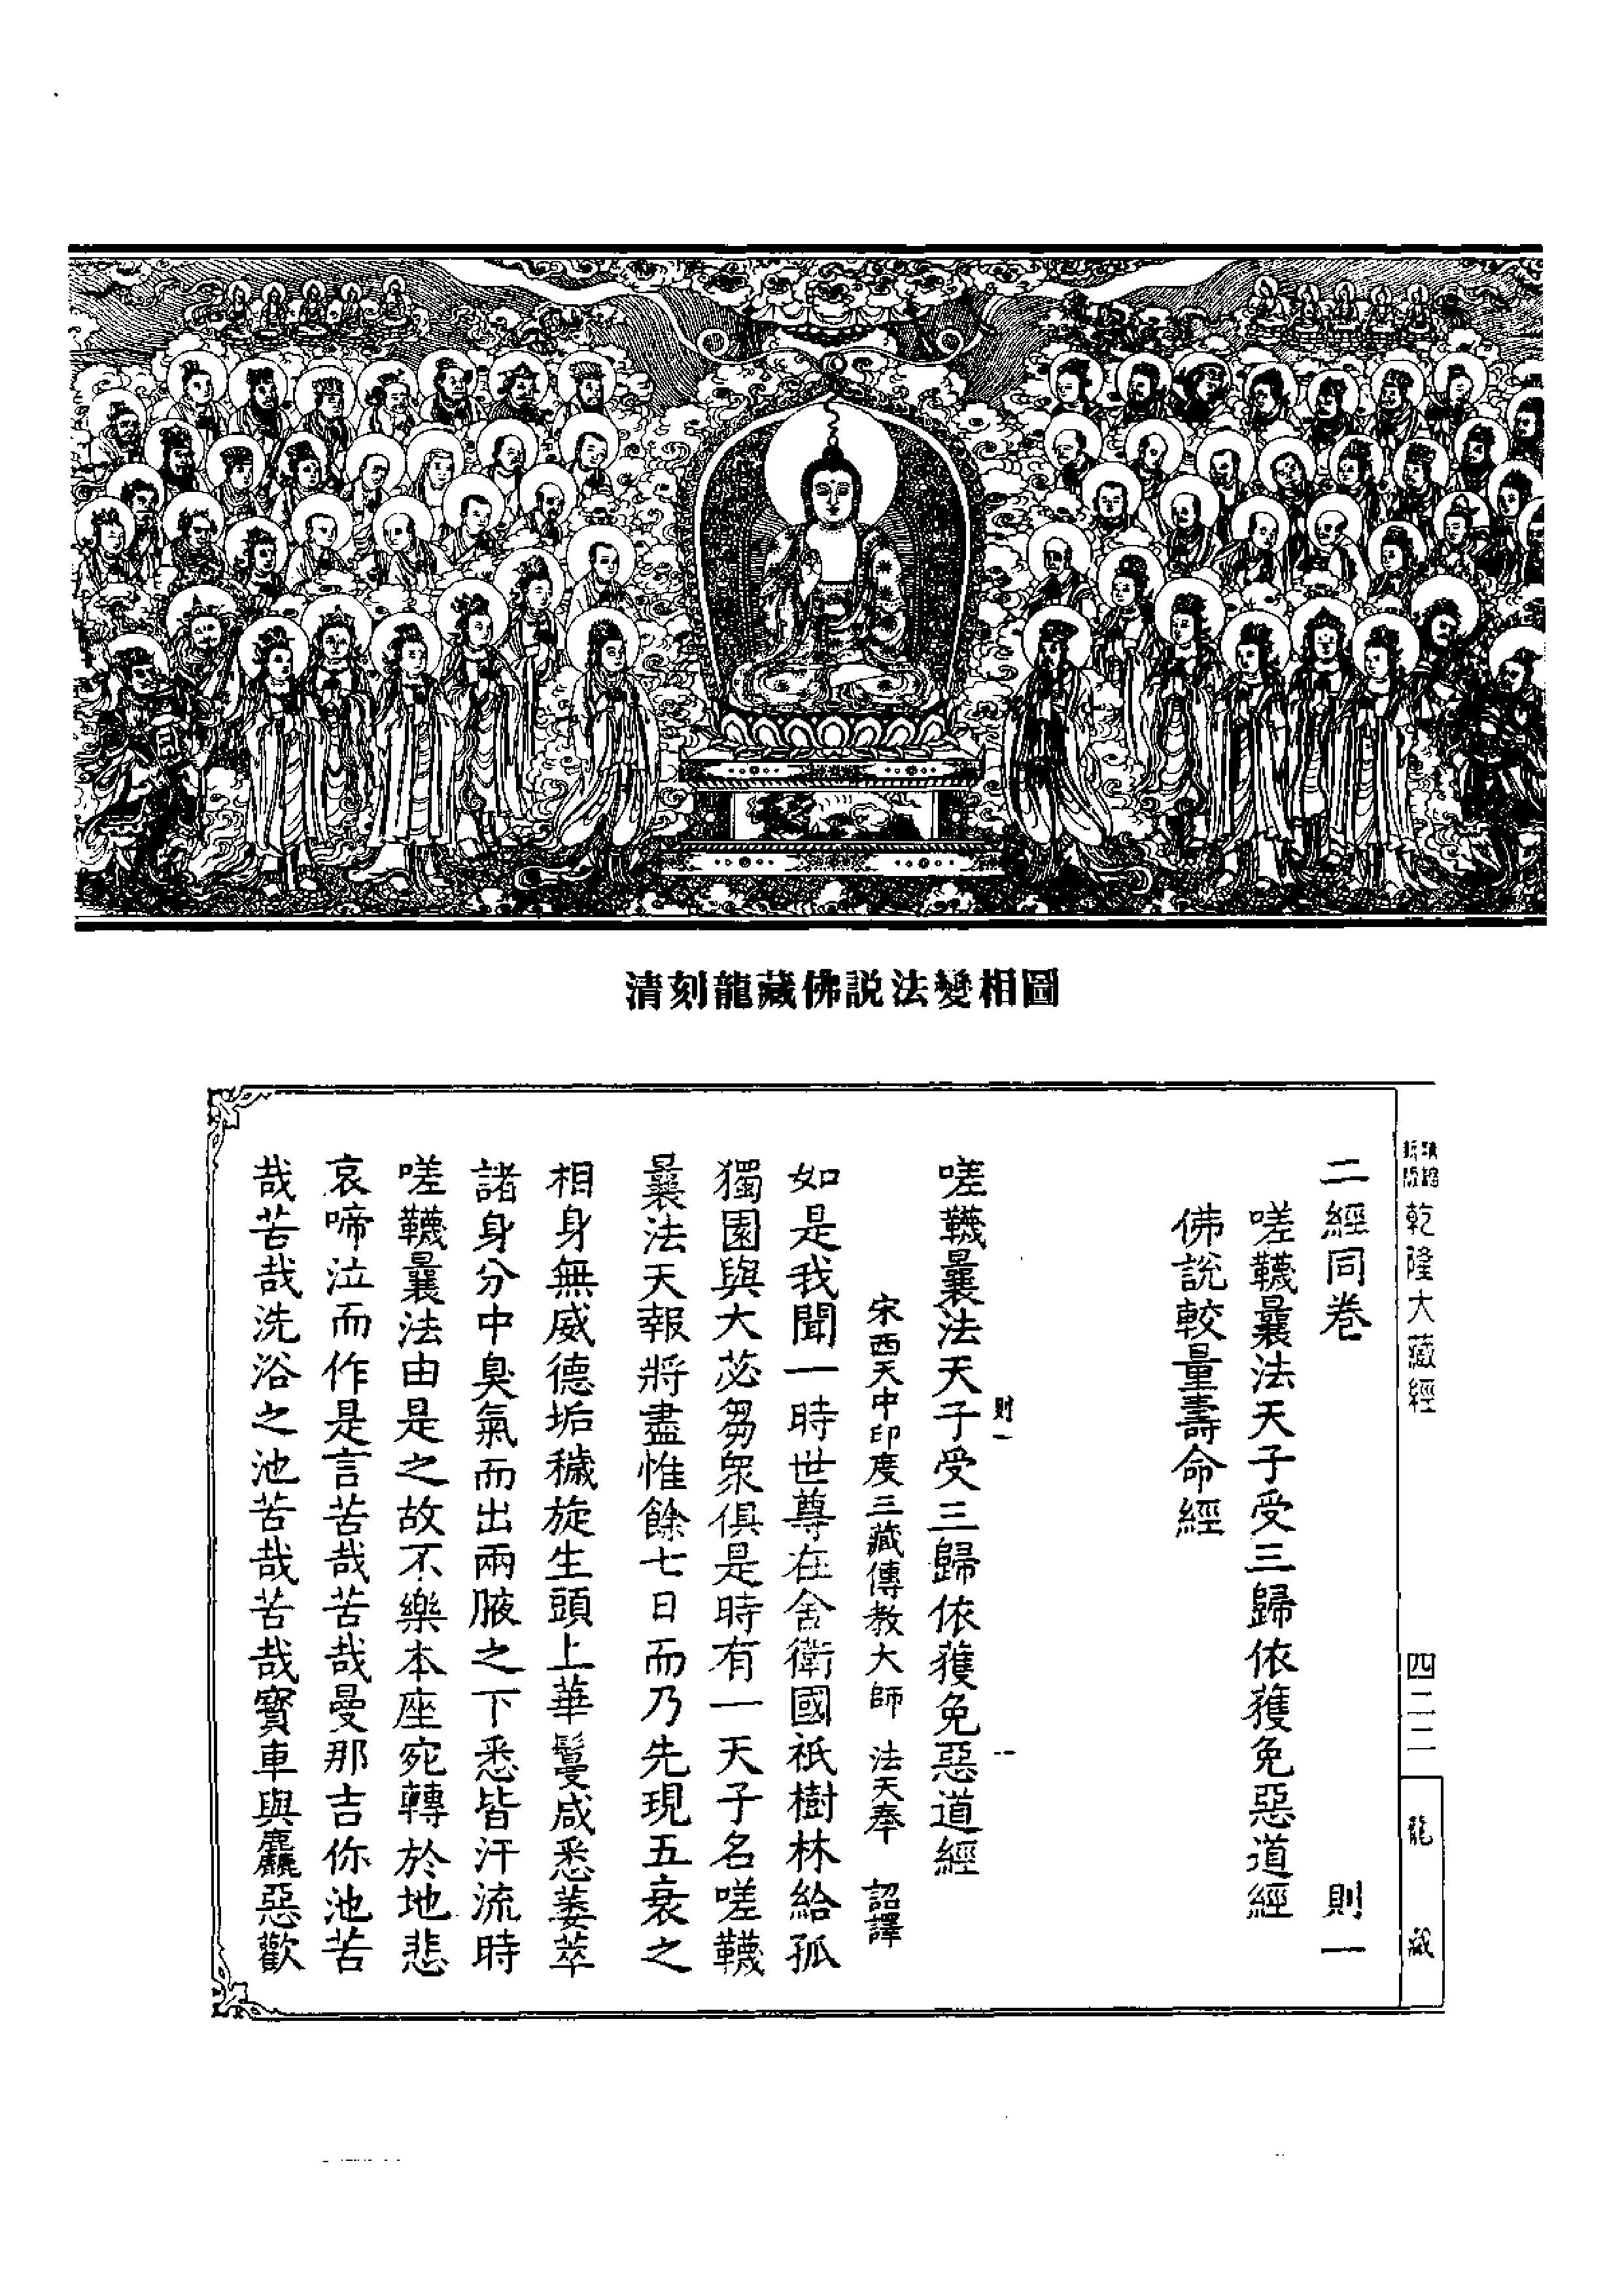 清刻龍藏佛説法變相圖
乾隆大藏經
四二二
龍藏
二經同卷 則一
嗟韈曩法天子受三歸依獲免惡道經
佛説較量壽命經
則一 一
嗟韈曩法天子受三歸依獲免惡道經
宋西天中印度三藏傳教大師 法天奉 詔譯
如是我聞一時世尊在舍衛國祇樹林給孤
獨園與大苾芻衆俱是時有一天子名嗟韈
曩法天報將盡惟餘七日而乃先現五衰之
相身無威德垢穢旋生頭上華鬘咸悉萎萃
諸身分中臭氣而出兩腋之下悉皆汗流時
嗟韈曩法由是之故不樂本座宛轉於地悲
哀啼泣而作是言苦哉苦哉曼那吉你池苦
哉苦哉洗浴之池苦哉苦哉寶車與麤惡歡